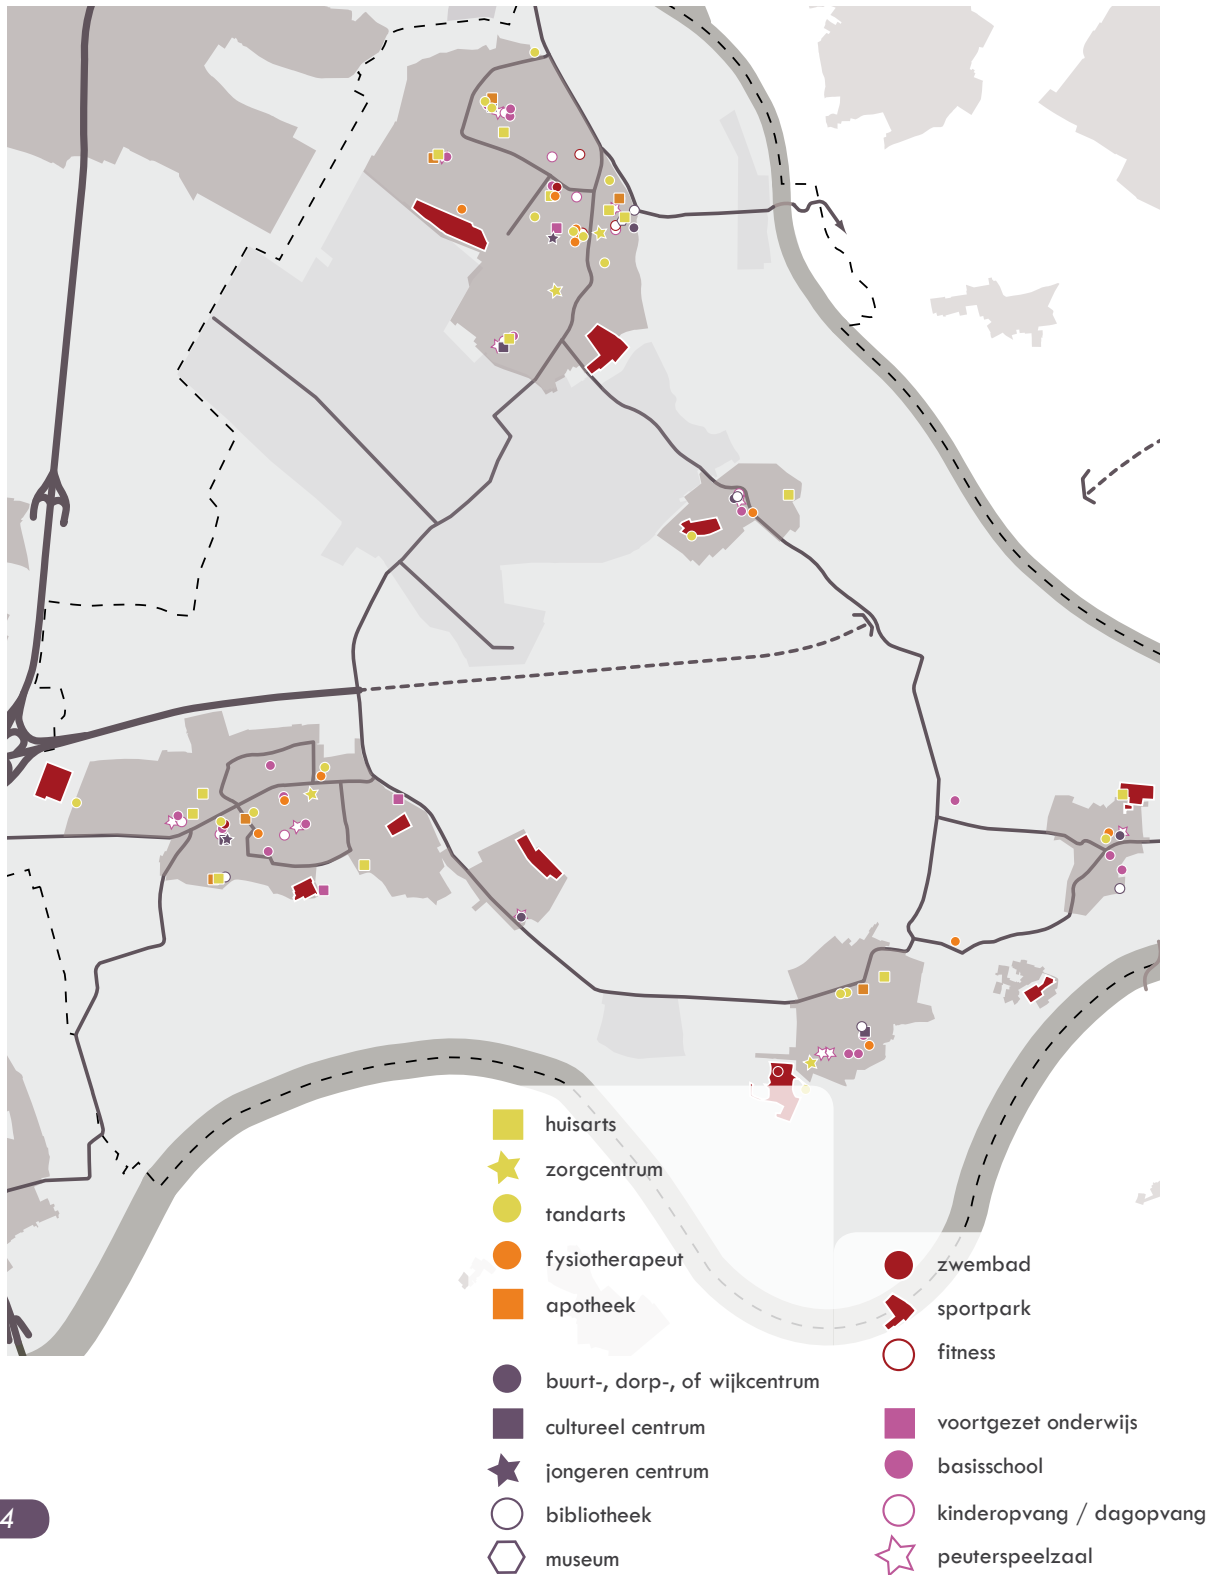 huisarts
zorgcentrum
tandarts
fysiotherapeut
apotheek
buurt-, dorp-, of wijkcentrum
cultureel centrum
jongeren centrum
bibliotheek
museum
zwembad
sportpark
fitness
voortgezet onderwijs
basisschool
kinderopvang / dagopvang
peuterspeelzaal
4